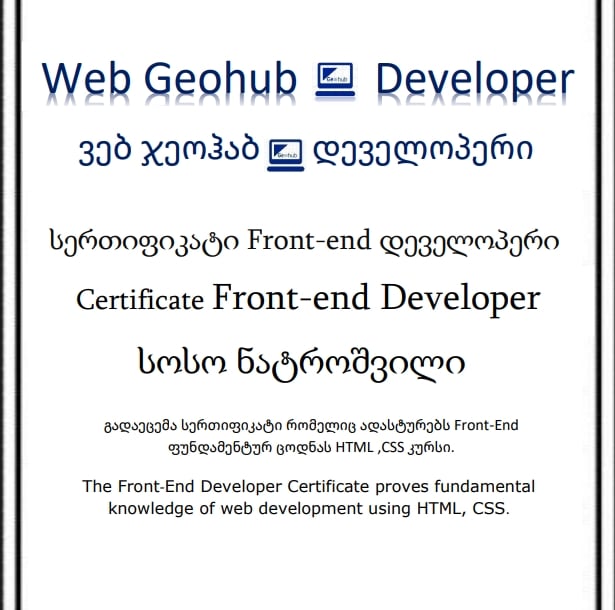 Web Geohub Geohub Developer
ვებ ჯეოჰაბ Geohub დეველოპერი
სერთიფიკატი Front-end დეველოპერი
Certificate Front-end Developer
სოსო ნატროშვილი
გადაეცემა სერთიფიკატი რომელიც ადასტურებს Front-End
ფუნდამენტურ ცოდნას HTML ,CSS კურსი.
The Front-End Developer Certificate proves fundamental
knowledge of web development using HTML, CSS.